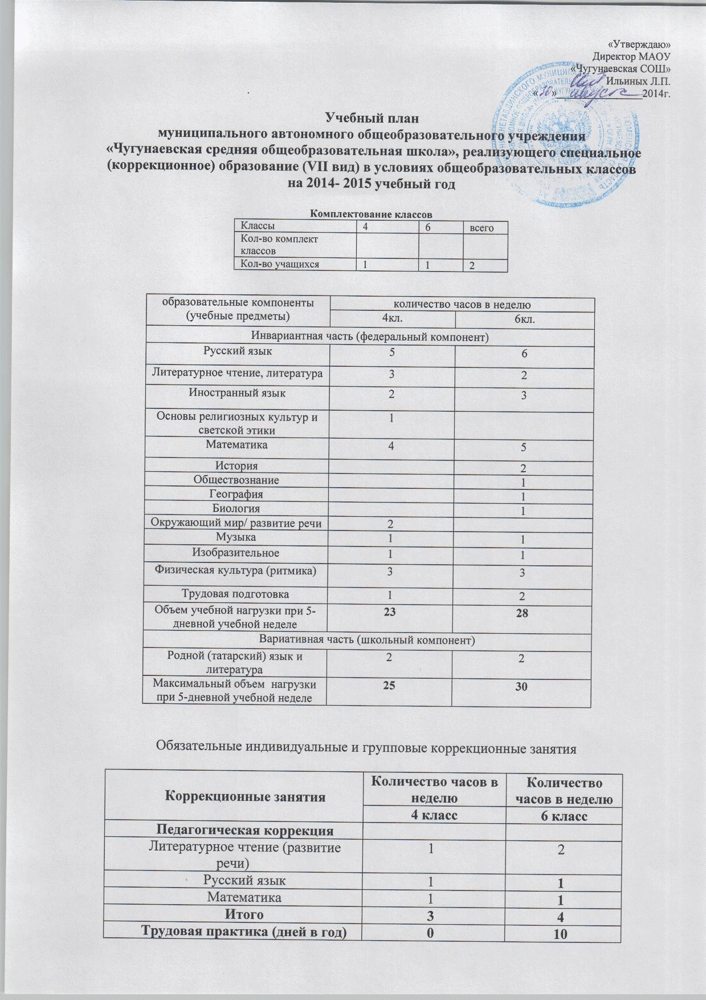 «Утверждаю»
Директор МАОУ
«Чугунаевская СОШ»
Ильиных Л.П.
«30» августа 2014г.
Учебный план
муниципального автономного общеобразовательного учреждения
«Чугунаевская средняя общеобразовательная школа», реализующего специальное
(коррекционное) образование (VII вид) в условиях общеобразовательных классов
на 2014- 2015 учебный год
Комплектование классов
Классы 4 6 всего
Кол-во комплект
классов
Кол-во учащихся 1 1 2
образовательные компоненты
(учебные предметы)
количество часов в неделю
4кл. 6кл.
Инвариантная часть (федеральный компонент)
Русский язык 5 6
Литературное чтение, литература 3 2
Иностранный язык 2 3
Основы религиозных культур и
светской этики
1
Математика 4 5
История 2
Обществознание 1
География 1
Биология 1
Окружающий мир/ развитие речи 2
Музыка 1 1
Изобразительное 1 1
Физическая культура (ритмика) 3 3
Трудовая подготовка 1 2
Объем учебной нагрузки при 5-
дневной учебной неделе
23 28
Вариативная часть (школьный компонент)
Родной (татарский) язык и
литература
2 2
Максимальный объем нагрузки
при 5-дневной учебной неделе
25 30
Обязательные индивидуальные и групповые коррекционные занятия
Коррекционные занятия
Количество часов в
неделю
Количество
часов в неделю
4 класс 6 класс
Педагогическая коррекция
Литературное чтение (развитие
речи)
1 2
Русский язык 1 1
Математика 1 1
Итого 3 4
Трудовая практика (дней в год) 0 10